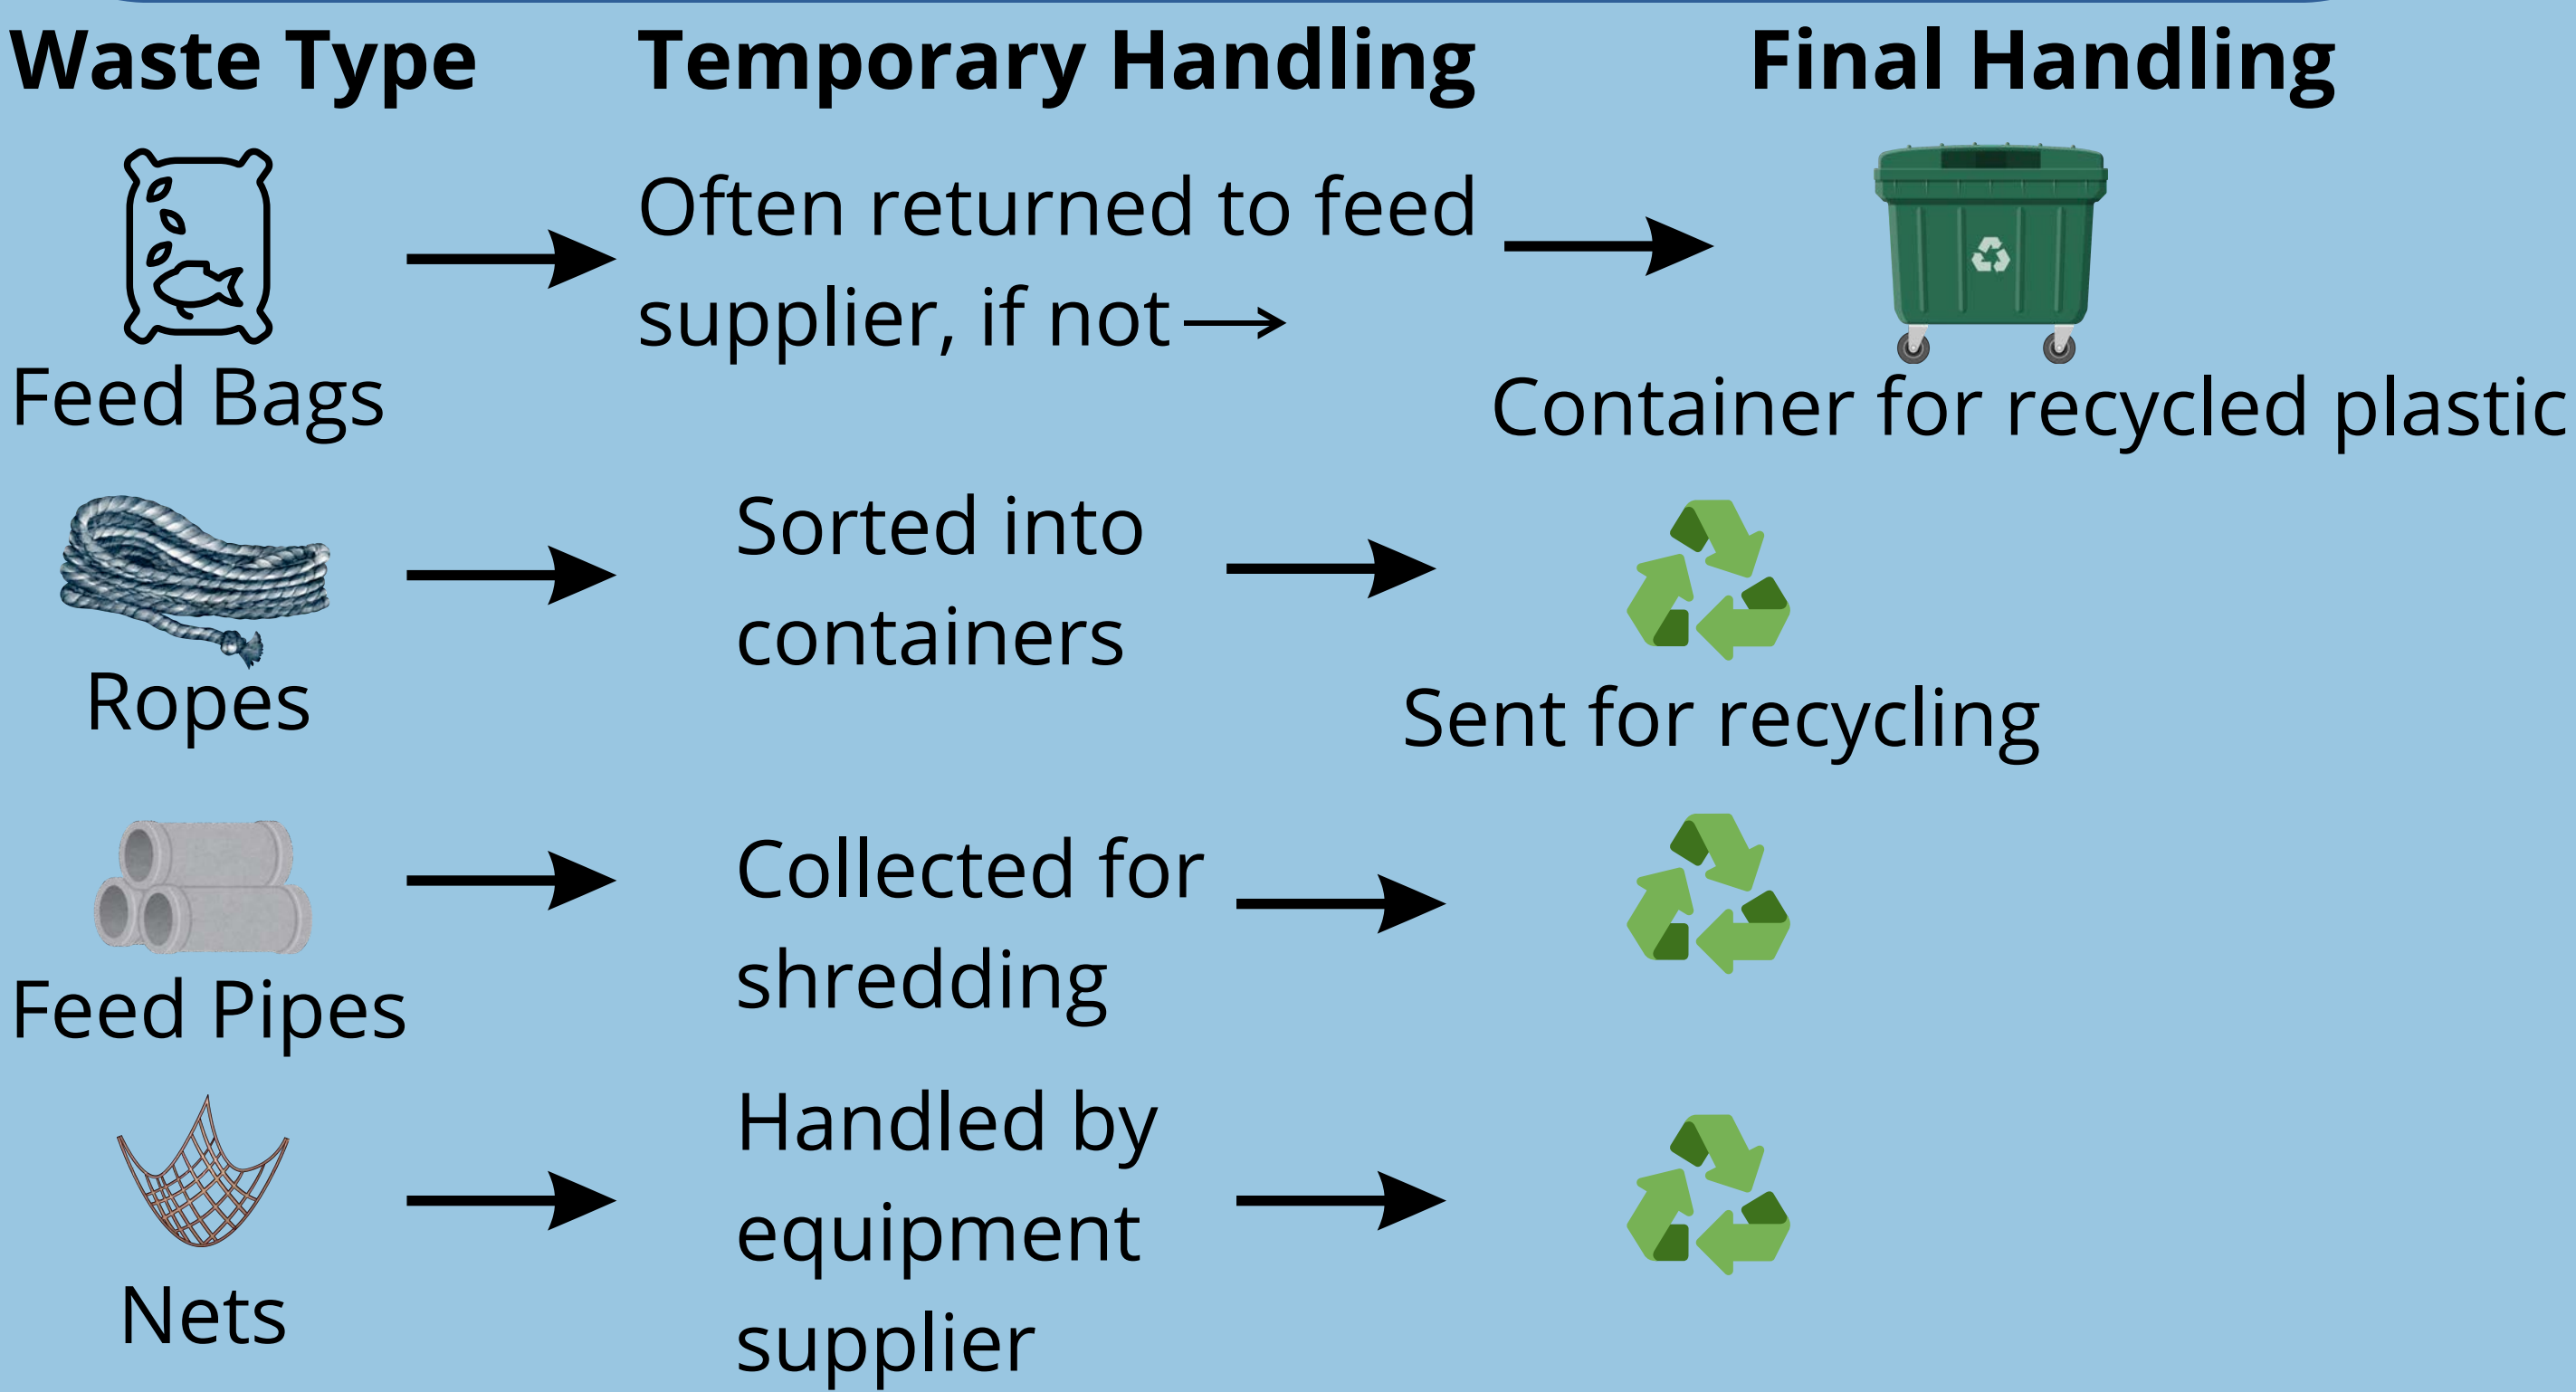 Waste Type Temporary Handling Final Handling
Often returned to feed
supplier, if not →
Feed Bags
Container for recycled plastic
Sorted into
containers
Ropes
Sent for recycling
Collected for
shredding
Feed Pipes
Handled by
equipment
supplier
Nets